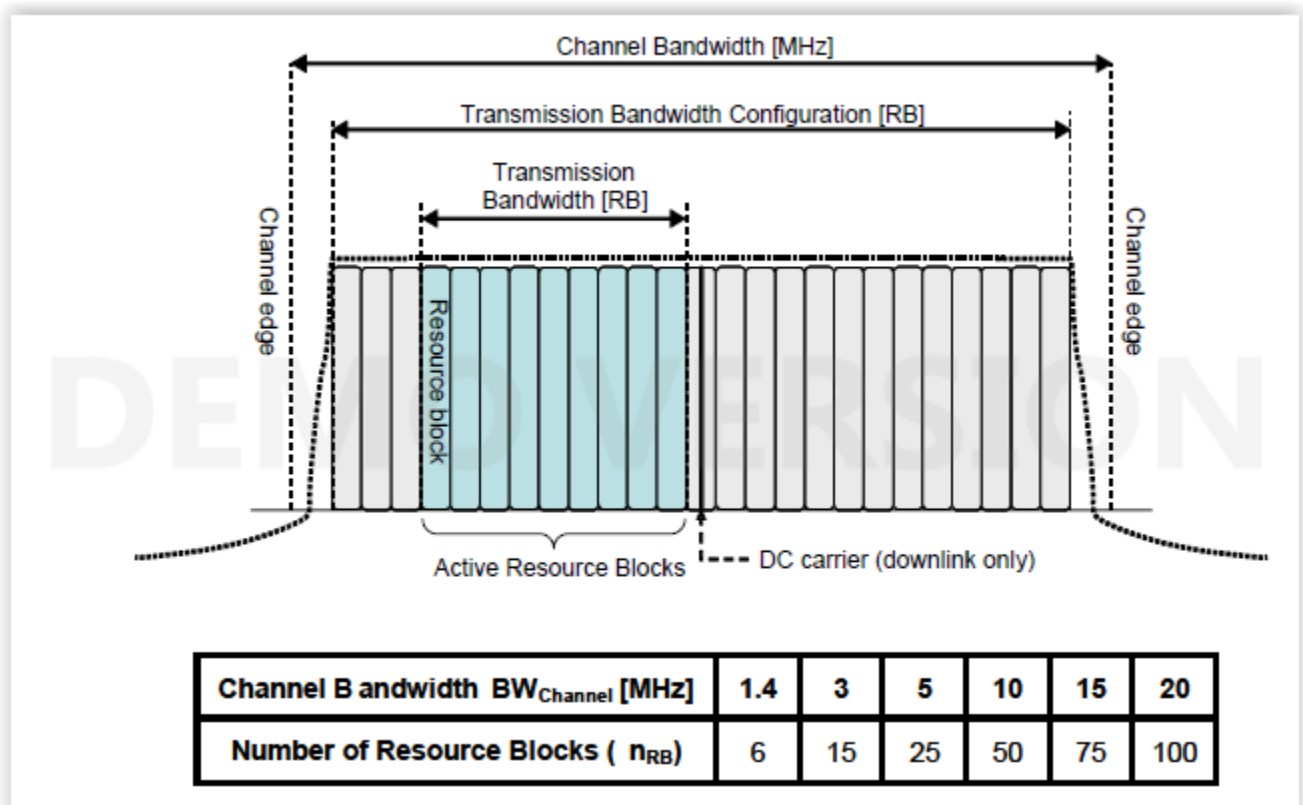 Channel Bandwidth [MHz]
Transmission Bandwidth Configuration [RB]
Transmission
Bandwidth [RB]
Channel edge
Channel edge
Resource block
DEMO VERSION
Active Resource Blocks
DC carrier (downlink only)
Channel B andwidth BWChannel [MHz] 1.4 3 5 10 15 20
Number of Resource Blocks ( nRB) 6 15 25 50 75 100